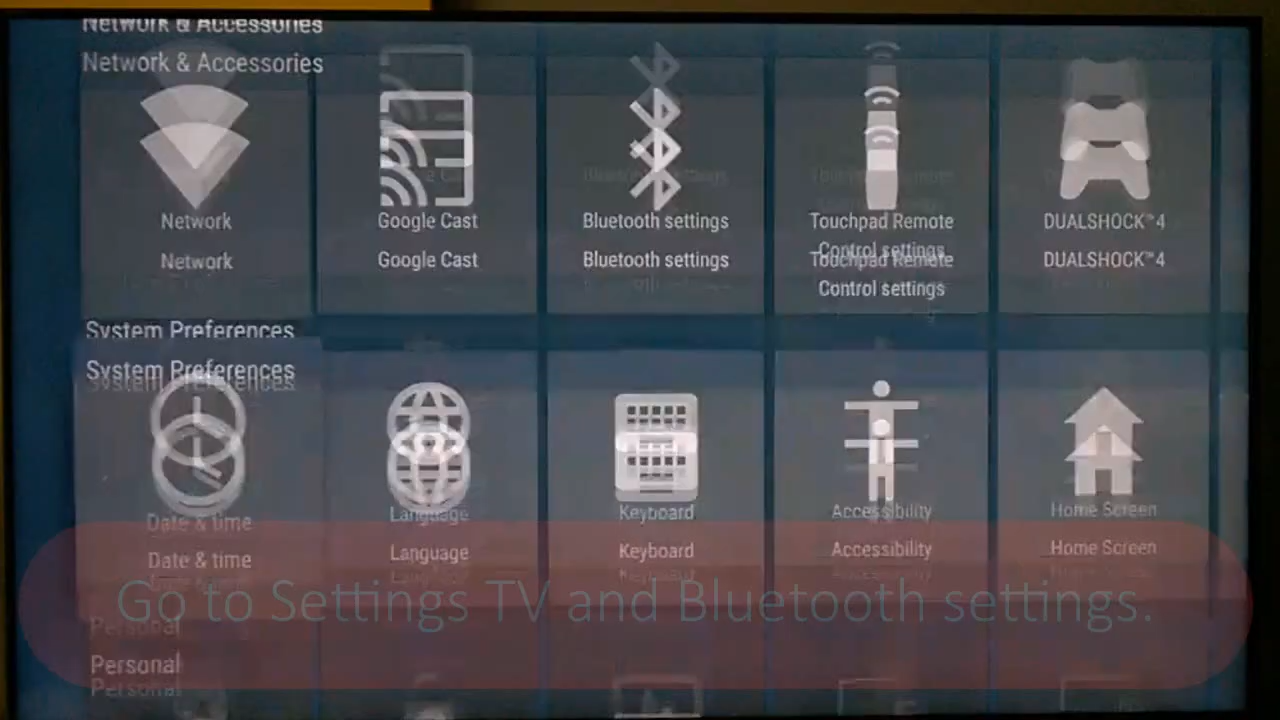 Network & Accessories
Network & Accessories
Network
Google Cast
Bluetooth settings
Touchpad Remote
Control settings
DUALSHOCK™4
Network
Google Cast
Bluetooth settings
Touchpad Remote
Control settings
DUALSHOCK™4
System Preferences
System Preferences
System Preferences
Date & time
Language
Keyboard
Accessibility
Home Screen
Date & time
Language
Keyboard
Accessibility
Home Screen
Go to Settings TV and Bluetooth settings.
Personal
Personal
Personal